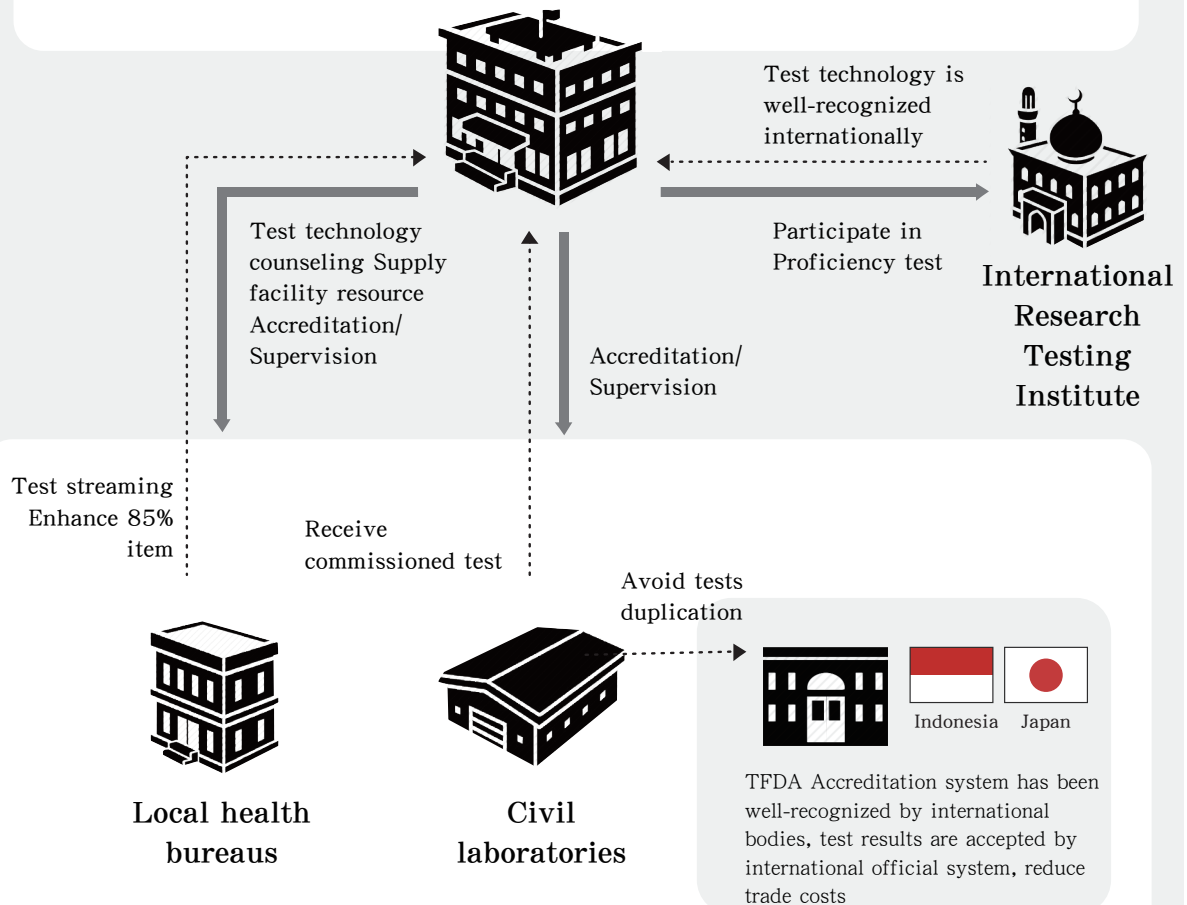 Test technology is
well-recognized
internationally
Test technology
counseling Supply
facility resource
Accreditation/
Supervision
Participate in
Proficiency test
International
Research
Testing
Institute
Accreditation/
Supervision
Test streaming
Enhance 85%
item
Receive
commissioned test
Avoid tests
duplication
Indonesia
Japan
Local health
bureaus
Civil
laboratories
TFDA Accreditation system has been
well-recognized by international
bodies, test results are accepted by
international official system, reduce
trade costs